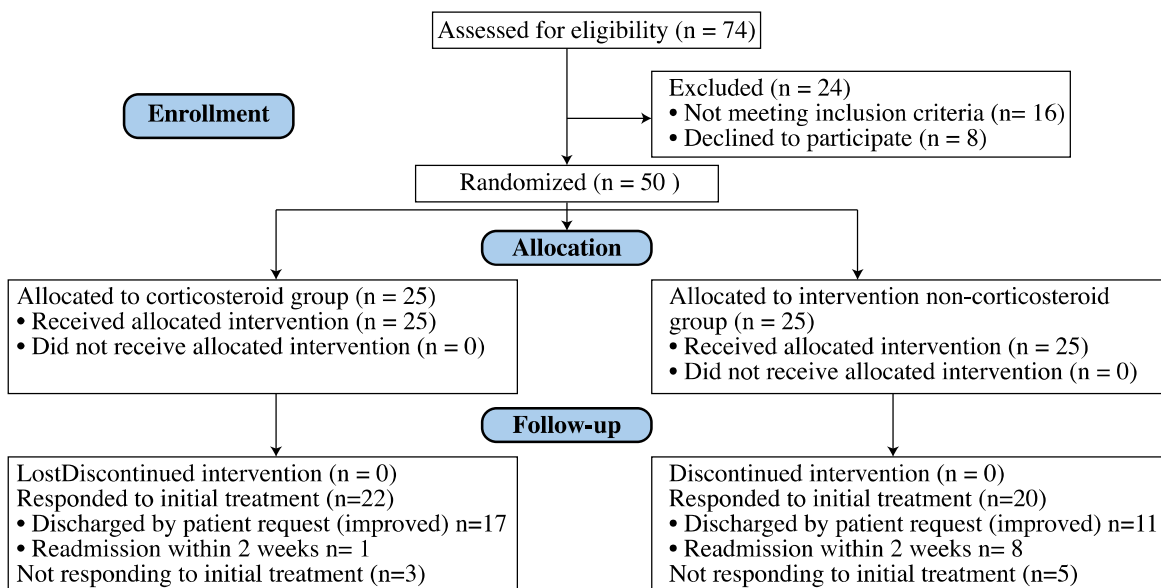 Assessed for eligibility (n = 74)
Excluded (n = 24)
• Not meeting inclusion criteria (n= 16)
• Declined to participate (n = 8)
Enrollment
Randomized (n = 50 )
Allocation
Allocated to corticosteroid group (n = 25)
• Received allocated intervention (n = 25)
• Did not receive allocated intervention (n = 0)
Allocated to intervention non-corticosteroid
group (n = 25)
• Received allocated intervention (n = 25)
• Did not receive allocated intervention (n = 0)
Follow-up
LostDiscontinued intervention (n = 0)
Responded to initial treatment (n=22)
• Discharged by patient request (improved) n=17
• Readmission within 2 weeks n= 1
Not responding to initial treatment (n=3)
Discontinued intervention (n = 0)
Responded to initial treatment (n=20)
• Discharged by patient request (improved) n=11
• Readmission within 2 weeks n= 8
Not responding to initial treatment (n=5)